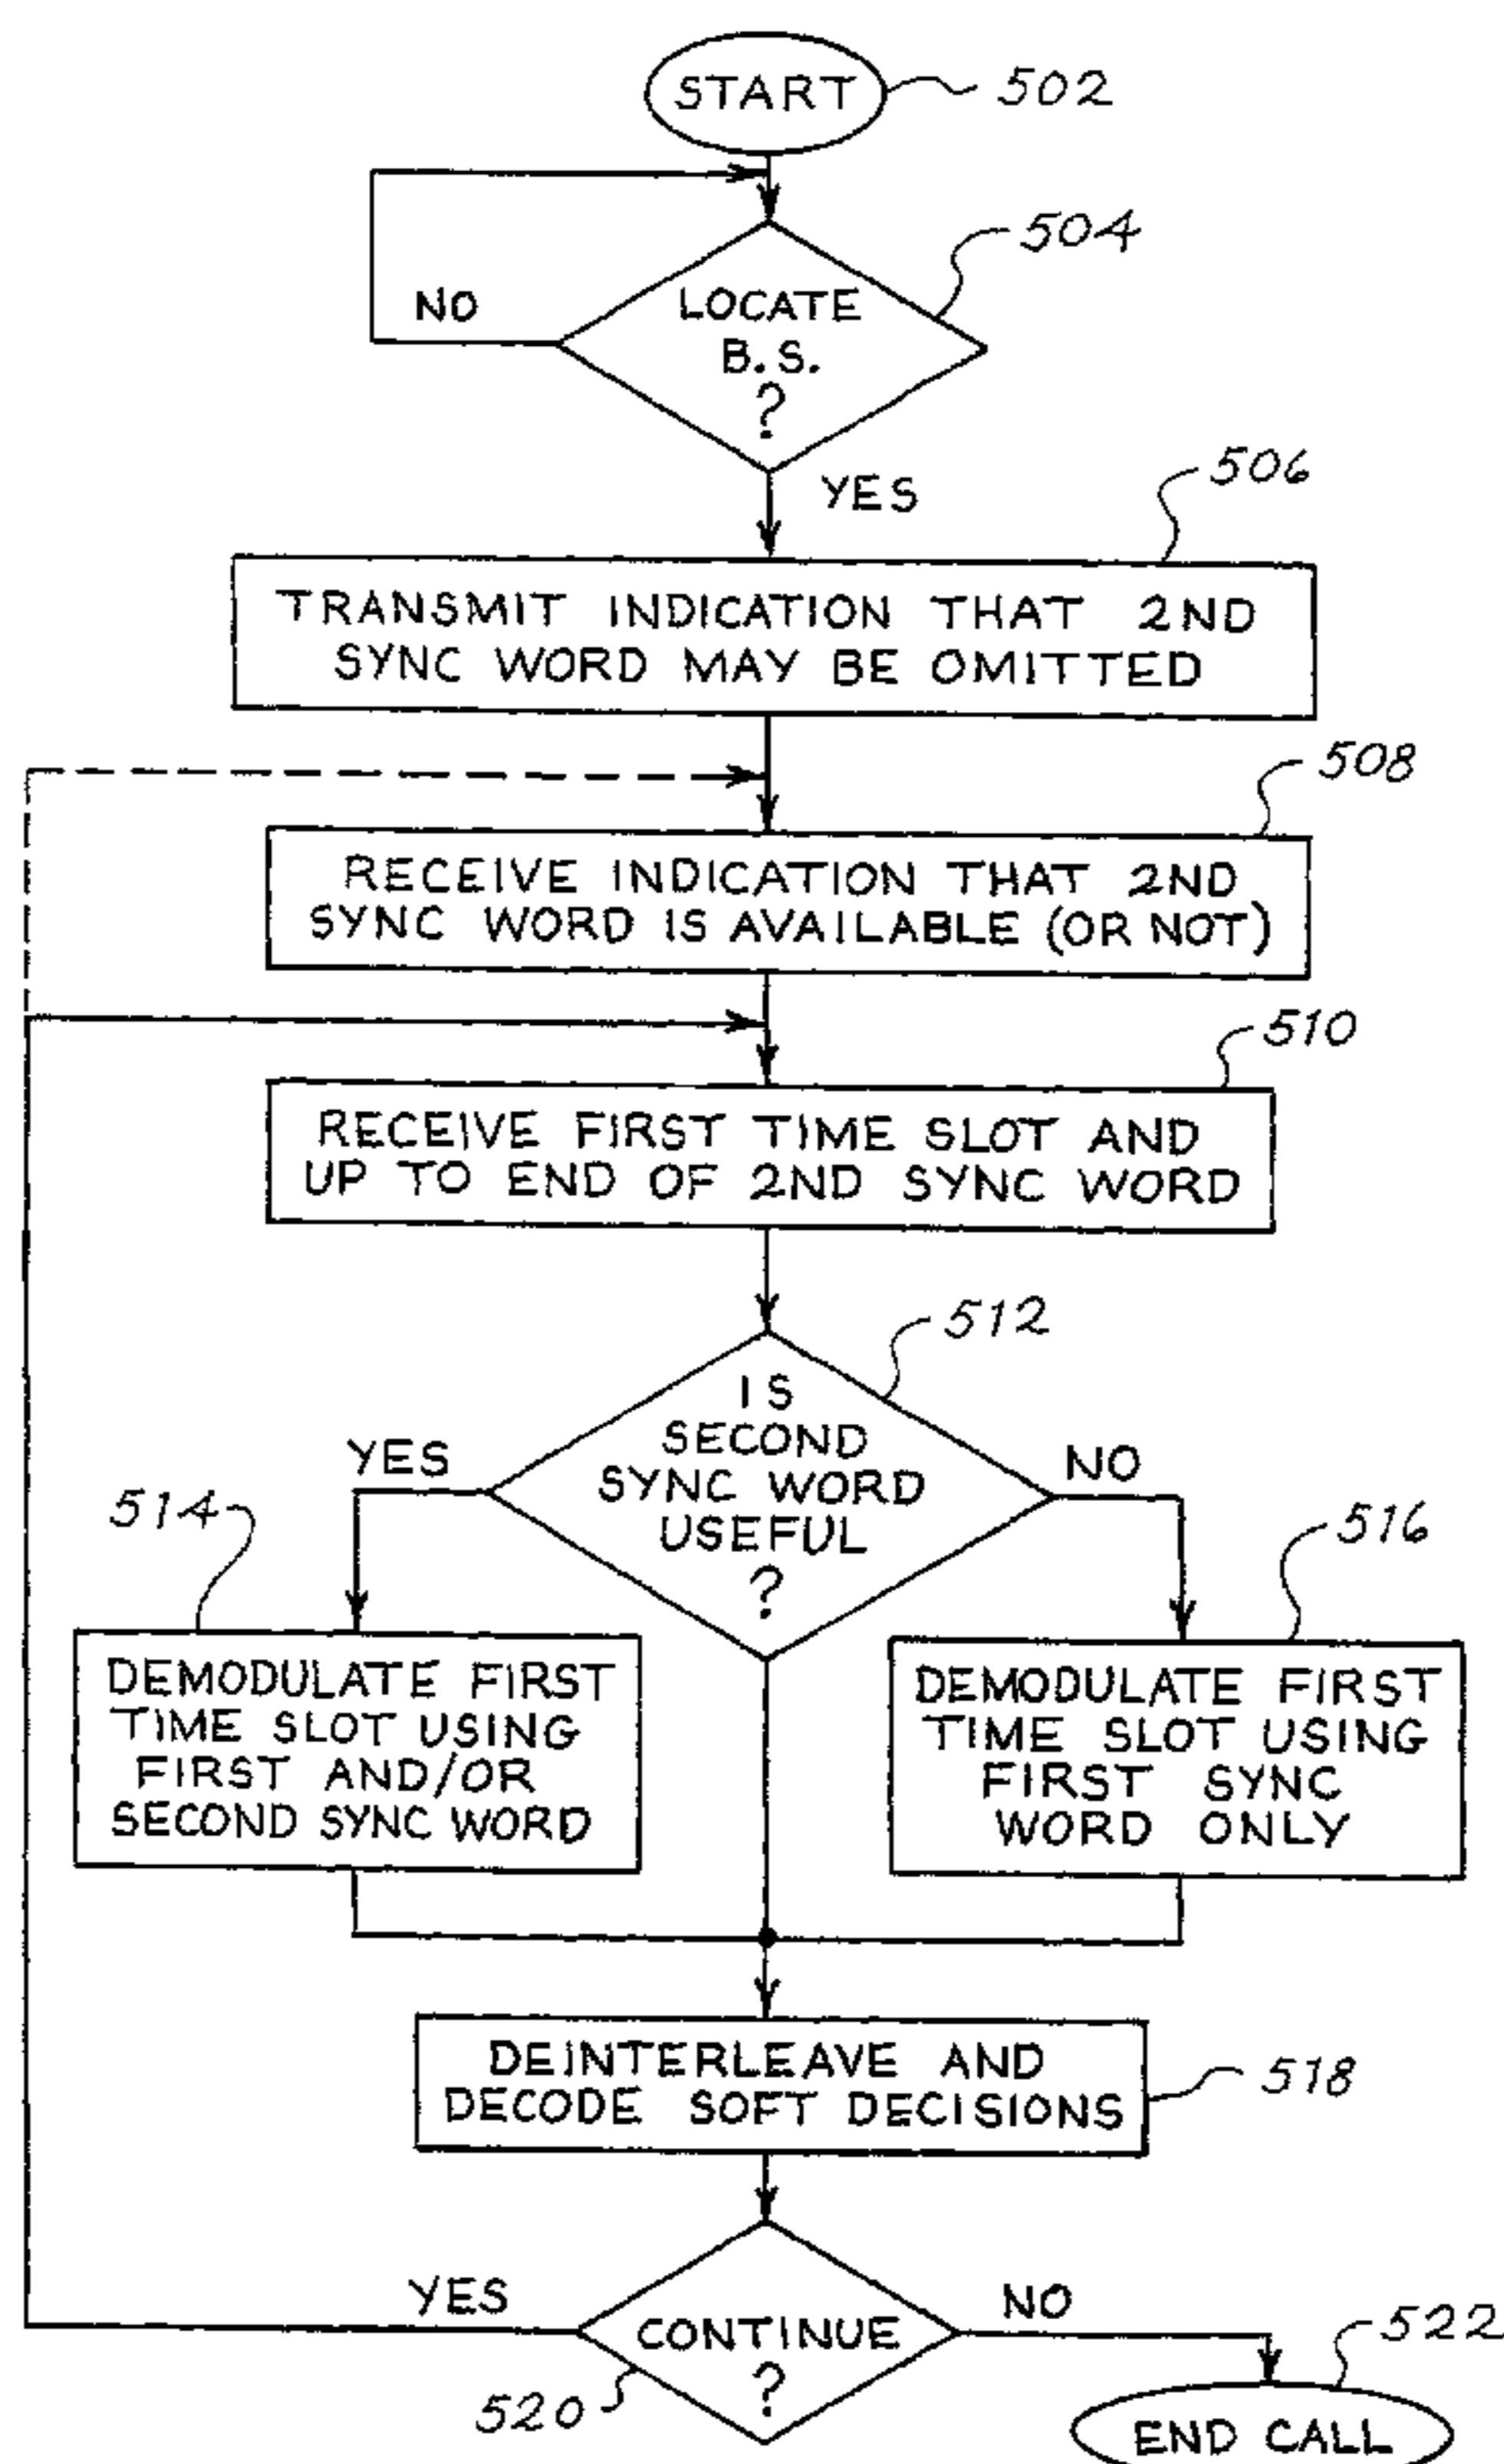 START
502
504
NO
LOCATE
B.S.
?
YES
506
TRANSMIT INDICATION THAT 2ND
SYNC WORD MAY BE OMITTED
508
RECEIVE INDICATION THAT 2ND
SYNC WORD IS AVAILABLE (OR NOT)
510
RECEIVE FIRST TIME SLOT AND
UP TO END OF 2ND SYNC WORD
512
IS
SECOND
SYNC WORD
USEFUL
?
YES
NO
514
516
DEMODULATE FIRST
TIME SLOT USING
FIRST AND/OR
SECOND SYNC WORD
DEMODULATE FIRST
TIME SLOT USING
FIRST SYNC
WORD ONLY
DEINTERLEAVE AND
DECODE SOFT DECISIONS
518
YES
NO
CONTINUE
?
520
522
END CALL